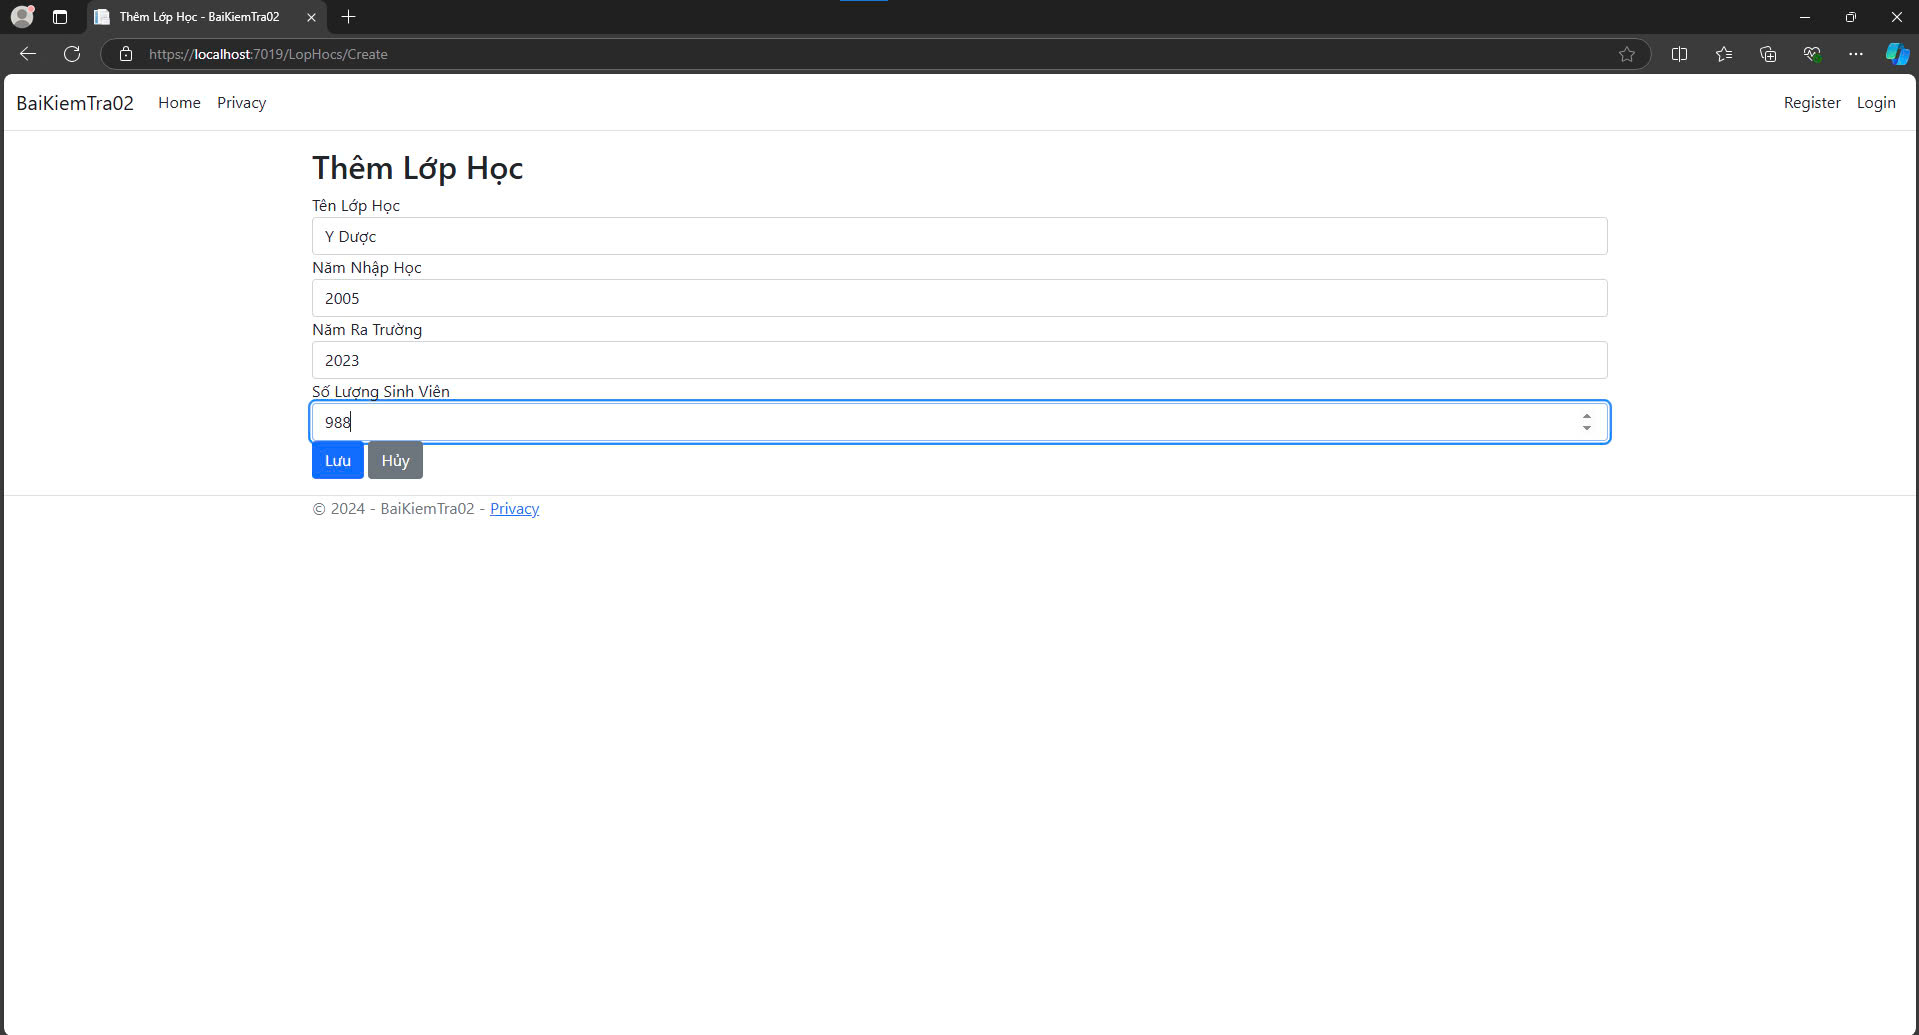 Thêm Lớp Học - BaiKiemTra02
https://localhost:7019/LopHocs/Create
BaiKiemTra02 Home Privacy Register Login
Thêm Lớp Học
Tên Lớp Học
Y Dược
Năm Nhập Học
2005
Năm Ra Trường
2023
Số Lượng Sinh Viên
988
Lưu Hủy
© 2024 - BaiKiemTra02 - Privacy